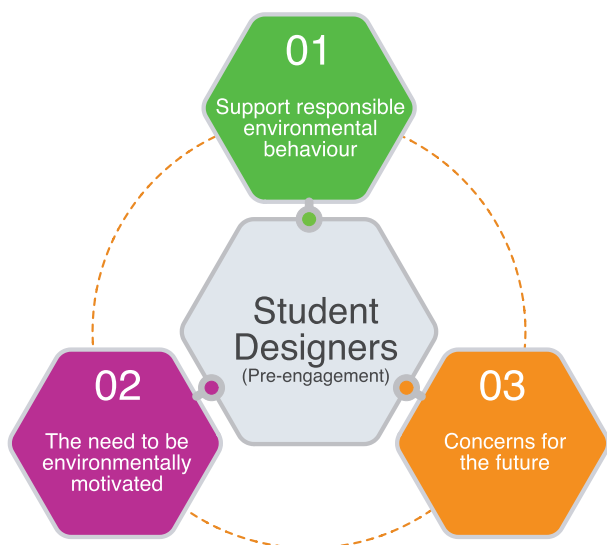 01
Support responsible
environmental
behaviour
Student
Designers
(Pre-engagement)
02
The need to be
environmentally
motivated
03
Concerns for
the future